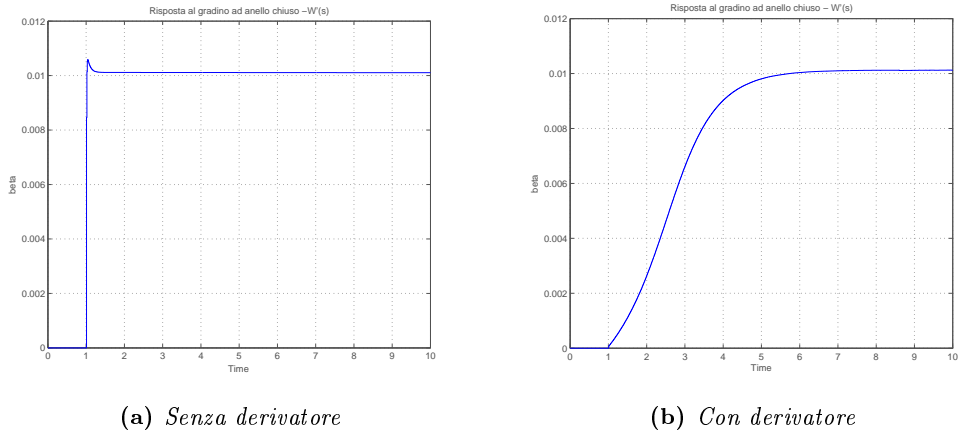 Risposta al gradino ad anello chiuso −W'(s)
0.012
0.01
0.008
0.006
0.004
0.002
0
beta
0 1 2 3 4 5 6 7 8 9 10
Time
(a) Senza derivatore
Risposta al gradino ad anello chiuso − W'(s)
0.012
0.01
0.008
0.006
0.004
0.002
0
beta
0 1 2 3 4 5 6 7 8 9 10
Time
(b) Con derivatore